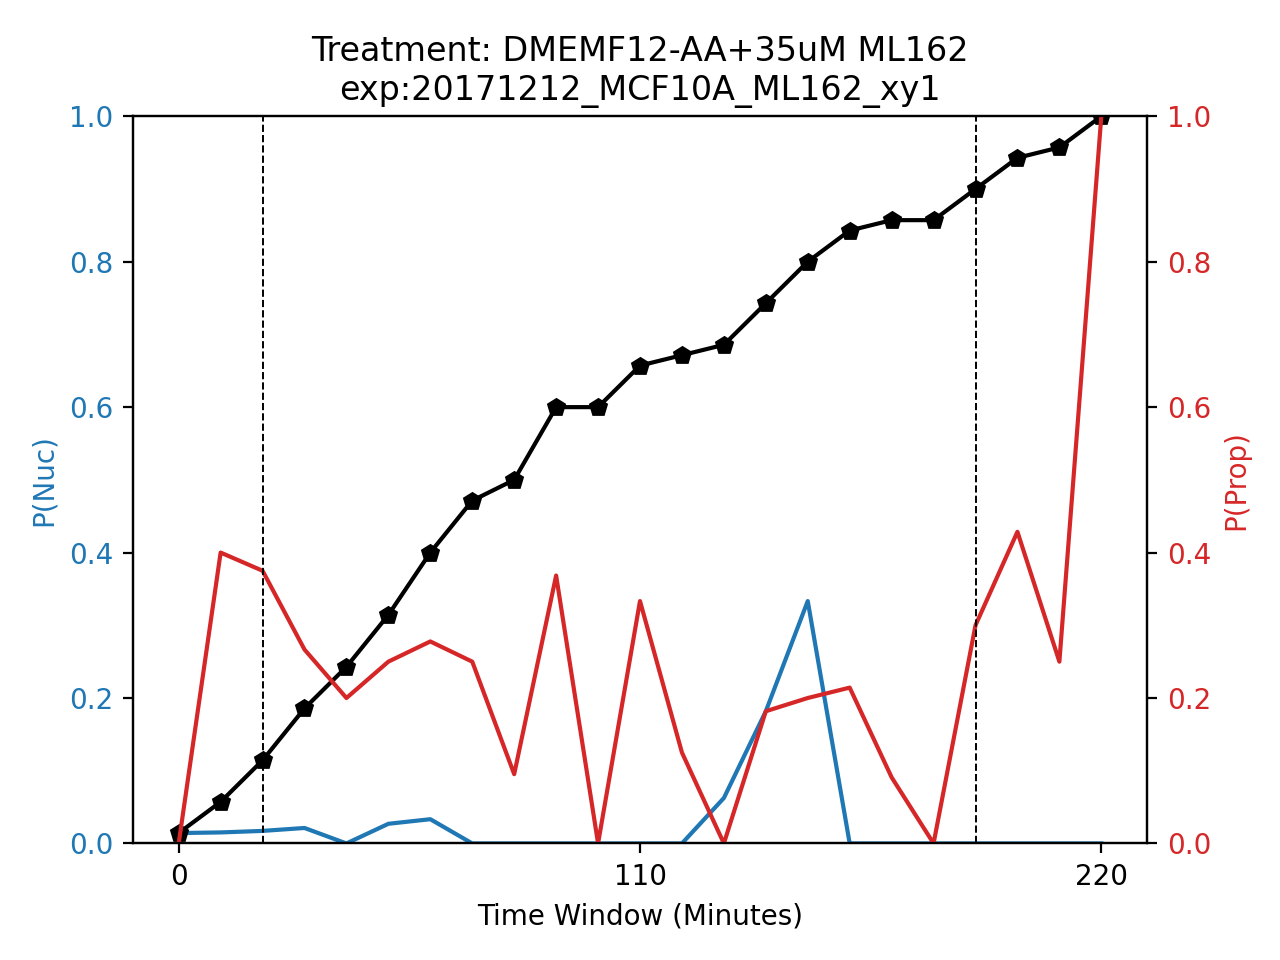 Treatment: DMEMF12-AA+35uM ML162
exp:20171212_MCF10A_ML162_xy1
1.0
0.8
0.6
0.4
0.2
0.0
P(Nuc)
1.0
0.8
0.6
0.4
0.2
0.0
P(Prop)
0 110 220
Time Window (Minutes)